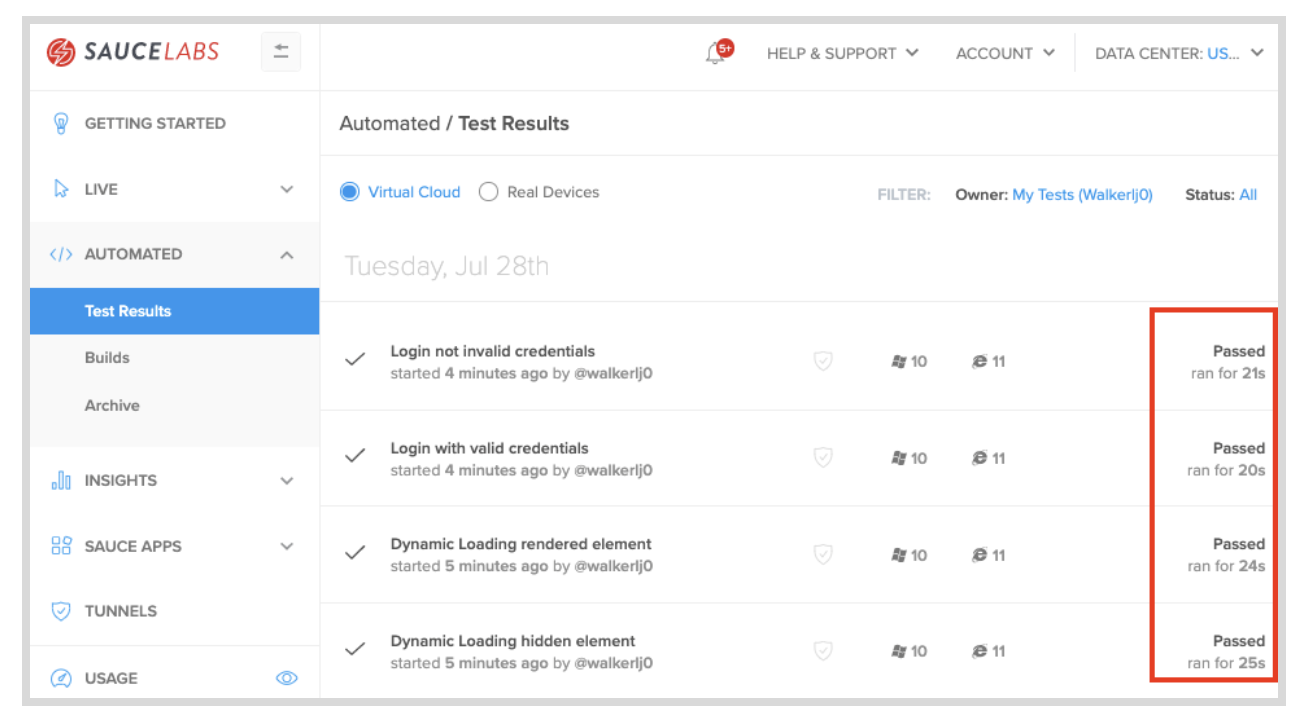 SAUCELABS
5+
HELP & SUPPORT
ACCOUNT
DATA CENTER: US...
GETTING STARTED
LIVE
</> AUTOMATED
Test Results
Builds
Archive
INSIGHTS
SAUCE APPS
TUNNELS
USAGE
Automated / Test Results
Virtual Cloud
Real Devices
FILTER: Owner: My Tests (Walkerlj0) Status: All
Tuesday, Jul 28th
Login not invalid credentials
started 4 minutes ago by @walkerlj0
10
11
Passed
ran for 21s
Login with valid credentials
started 4 minutes ago by @walkerlj0
10
11
Passed
ran for 20s
Dynamic Loading rendered element
started 5 minutes ago by @walkerlj0
10
11
Passed
ran for 24s
Dynamic Loading hidden element
started 5 minutes ago by @walkerlj0
10
11
Passed
ran for 25s